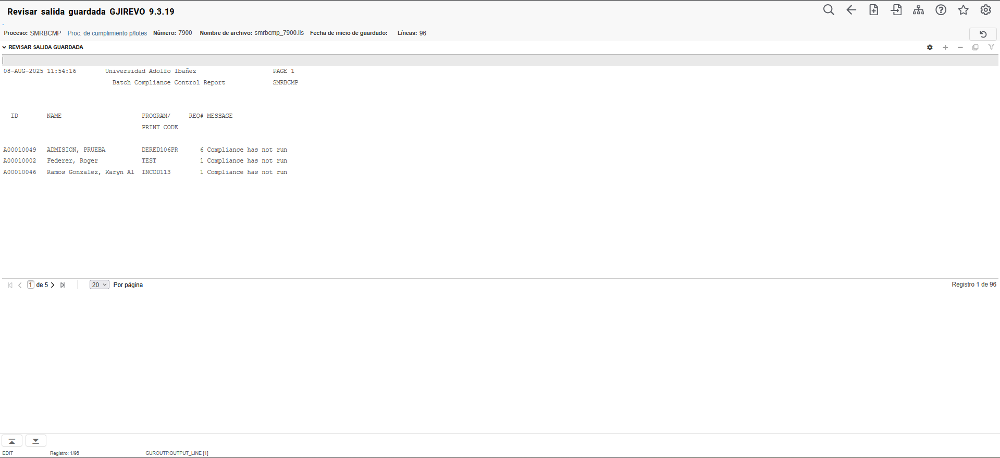 Revisar salida guardada GJIREVO 9.3.19
Proceso: SMRBCMP Proc. de cumplimiento p/lotes Número: 7900 Nombre de archivo: smrbcmp_7900.lis Fecha de inicio de guardado: Líneas: 96
REVISAR SALIDA GUARDADA
08-AUG-2025 11:54:16 Universidad Adolfo Ibañez PAGE 1
Batch Compliance Control Report SMRBCMP
ID NAME PROGRAM/ REQ# MESSAGE
PRINT CODE
A00010049 ADMISION, PRUEBA DERED106PR 6 Compliance has not run
A00010002 Federer, Roger TEST 1 Compliance has not run
A00010046 Ramos Gonzalez, Karyn Al INCOD113 1 Compliance has not run
1 de 5 20 Por página Registro 1 de 96
EDIT Registro: 1/96 GUROUTP.OUTPUT_LINE [1]